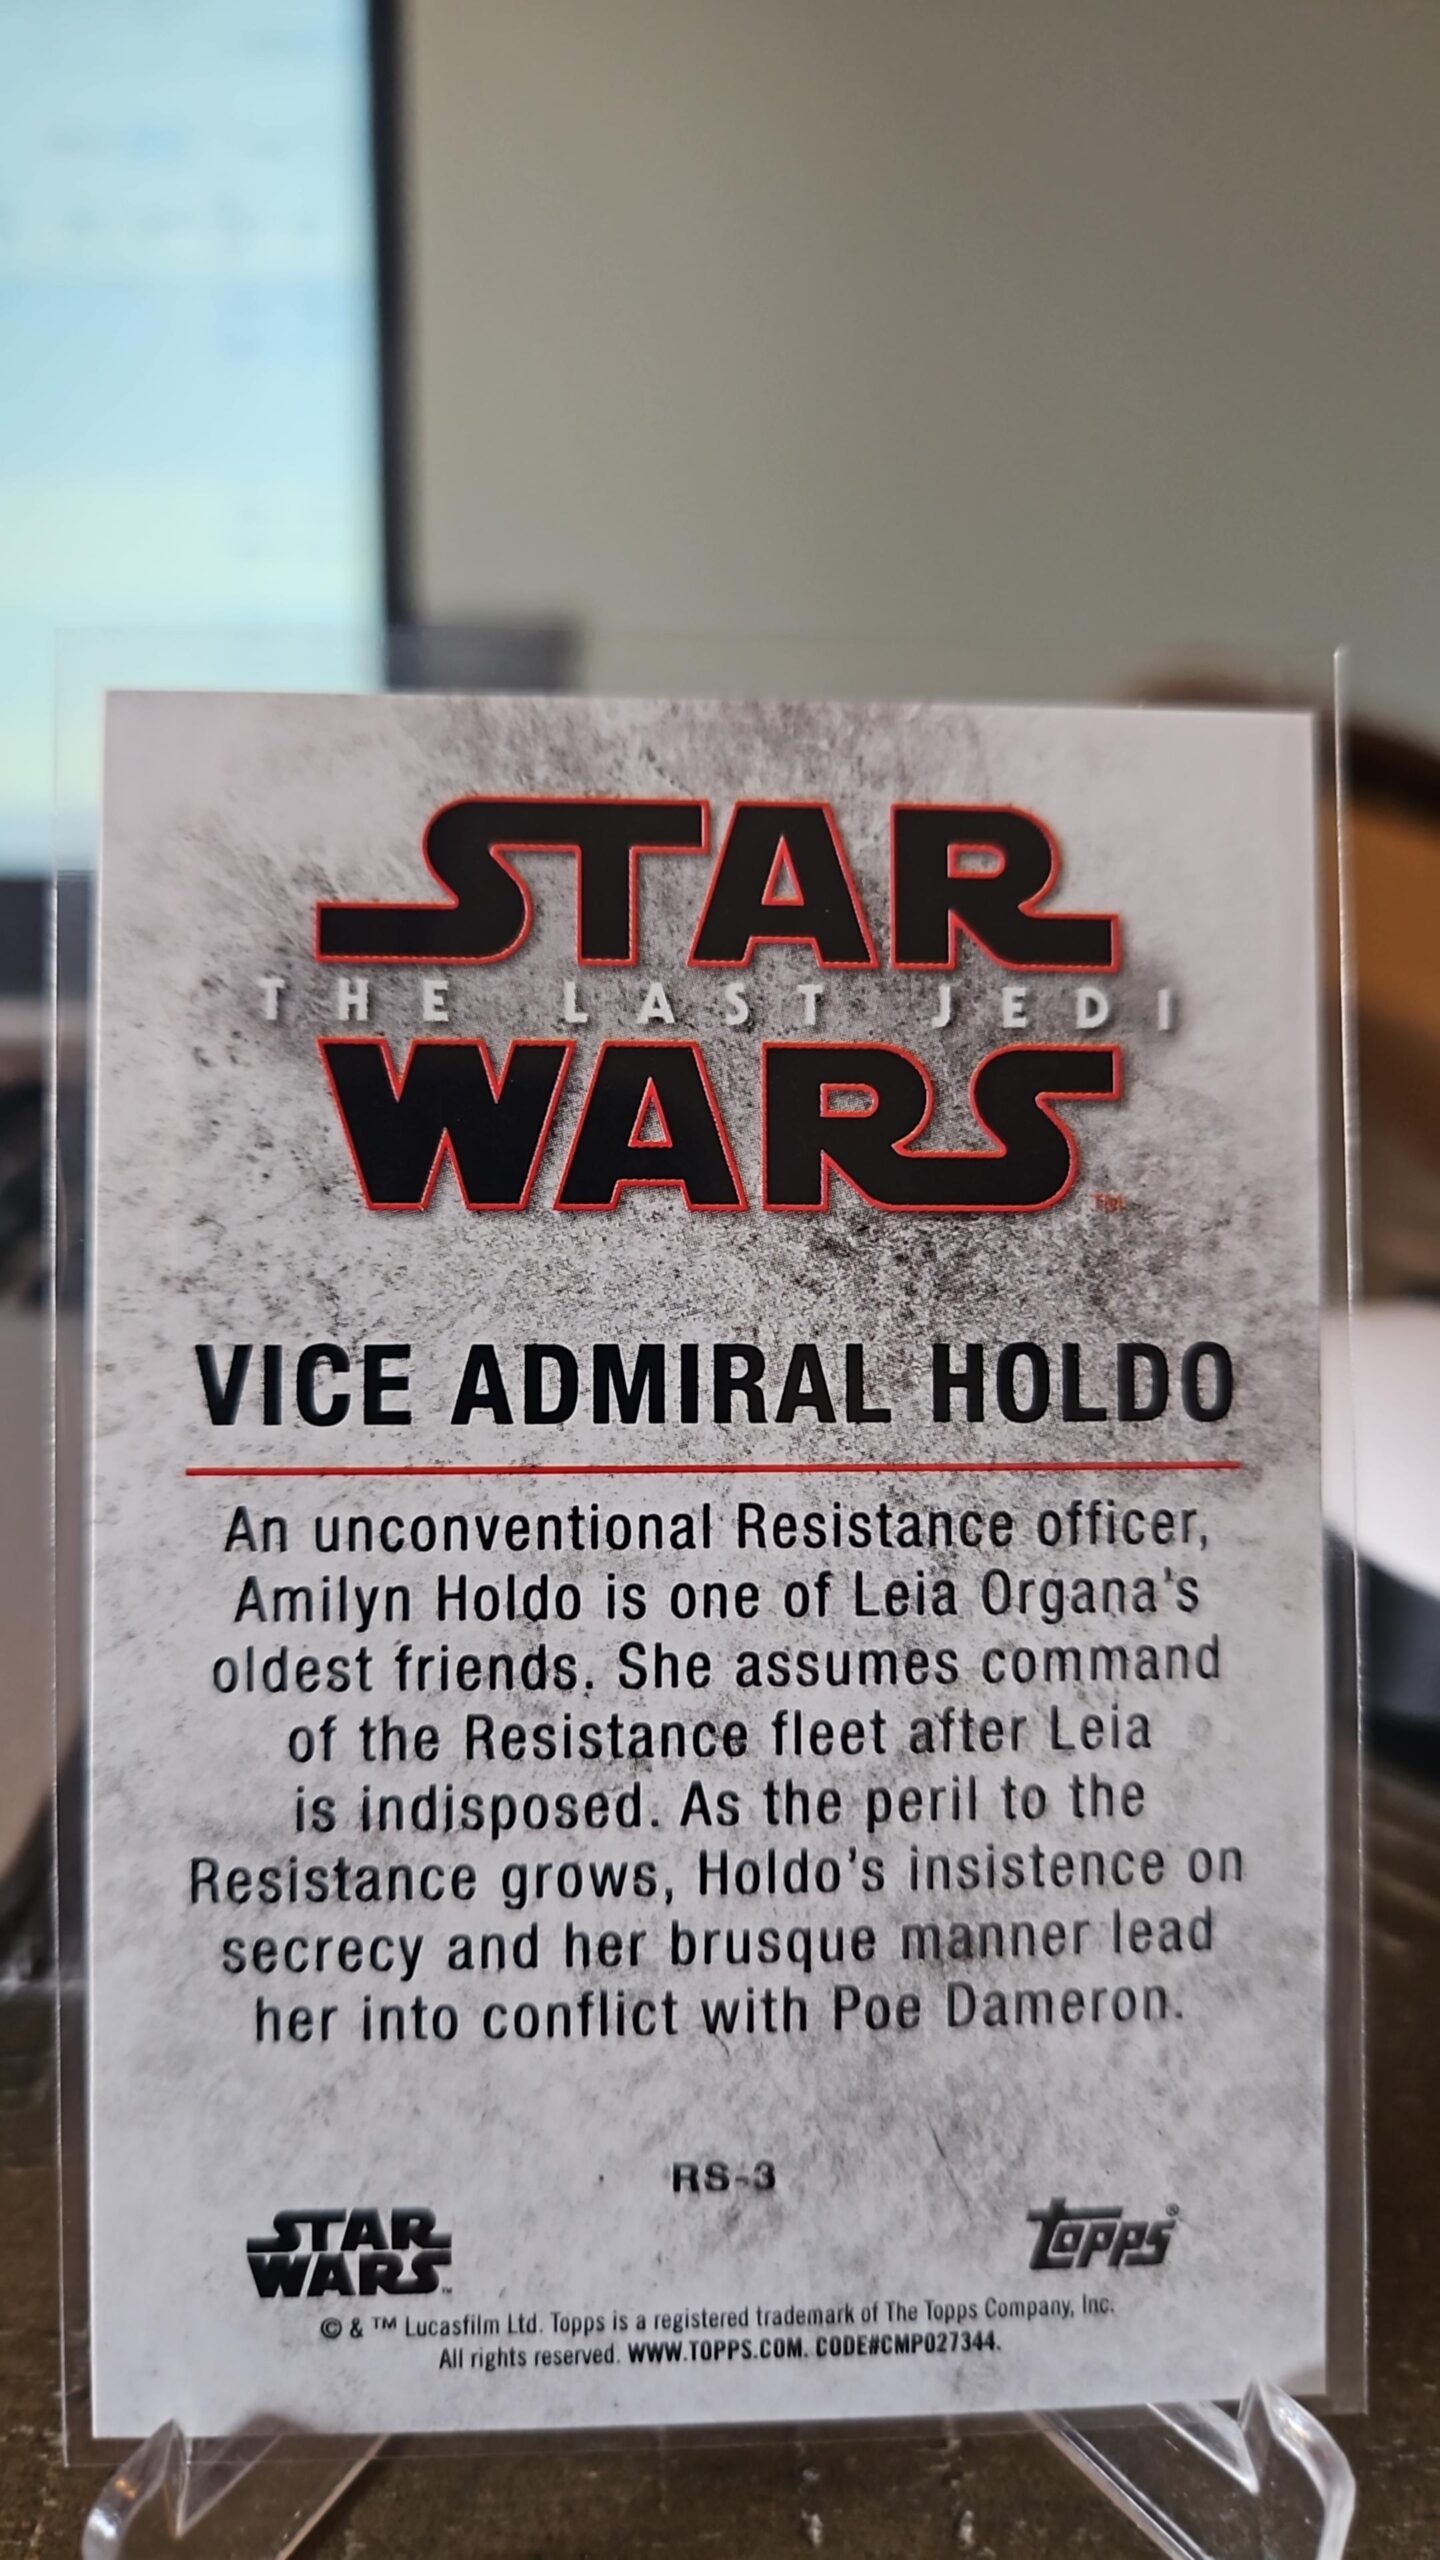 STAR
THE LAST JEDI
WARS
TM
VICE ADMIRAL HOLDO
An unconventional Resistance officer,
Amilyn Holdo is one of Leia Organa's
oldest friends. She assumes command
of the Resistance fleet after Leia
is indisposed. As the peril to the
Resistance grows, Holdo's insistence on
secrecy and her brusque manner lead
her into conflict with Poe Dameron.
RS-3
STAR
WARS™
Topps®
© & ™ Lucasfilm Ltd. Topps is a registered trademark of The Topps Company, Inc.
All rights reserved. WWW.TOPPS.COM. CODE#CMP027344.